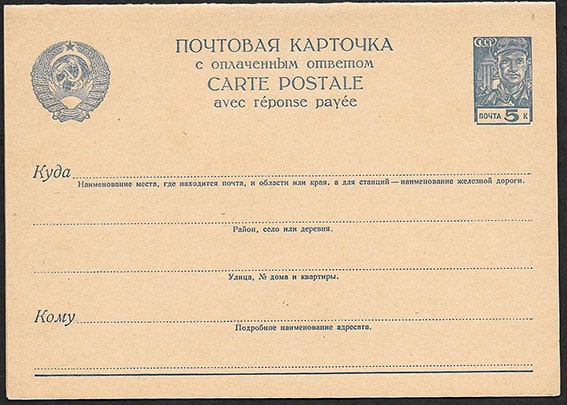 ПОЧТОВАЯ КАРТОЧКА
с оплаченным ответом
CARTE POSTALE
avec réponse payée
СССР
ПОЧТА 5 К
Куда
Наименование места, где находится почта, и области или края, а для станций — наименование железной дороги.
Район, село или деревня.
Улица, № дома и квартиры.
Кому
Подробное наименование адресата.